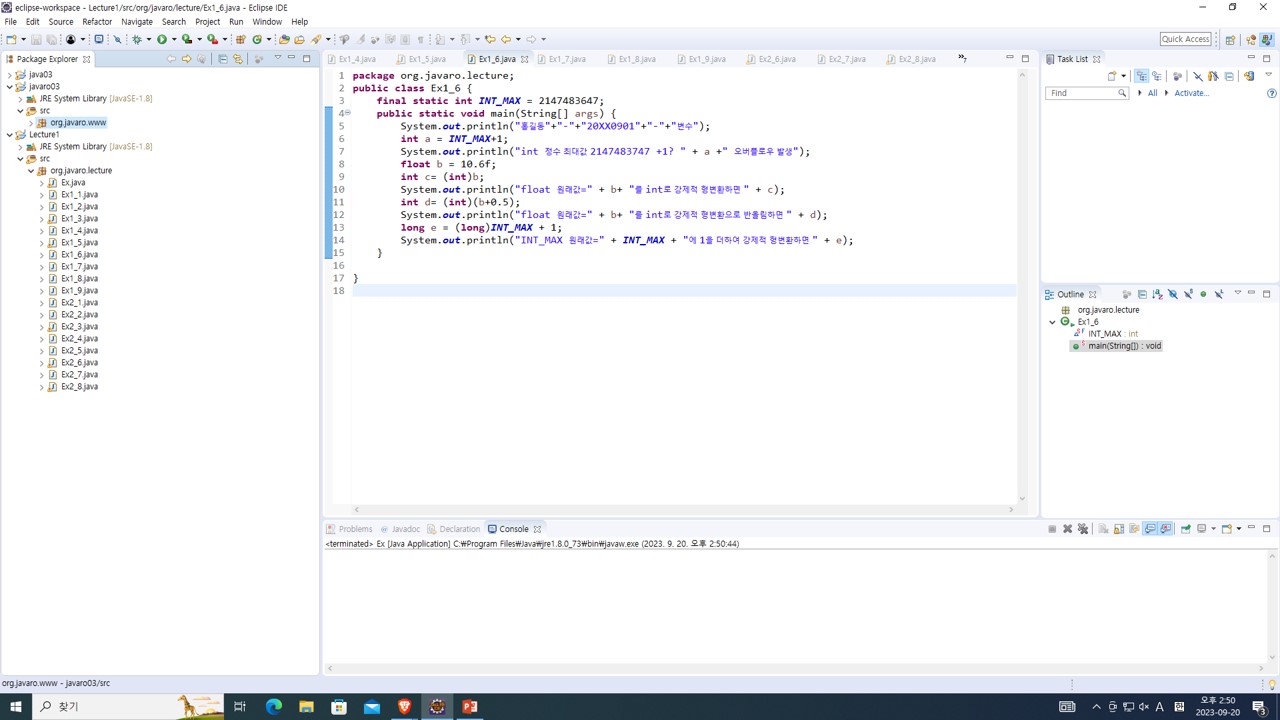 eclipse-workspace - Lecture1/src/org/javaro/lecture/Ex1_6.java - Eclipse IDE
File Edit Source Refactor Navigate Search Project Run Window Help
Quick Access
Package Explorer
java03
javaro03
JRE System Library [JavaSE-1.8]
src
org.javaro.www
Lecture1
JRE System Library [JavaSE-1.8]
src
org.javaro.lecture
Ex.java
Ex1_1.java
Ex1_2.java
Ex1_3.java
Ex1_4.java
Ex1_5.java
Ex1_6.java
Ex1_7.java
Ex1_8.java
Ex1_9.java
Ex2_1.java
Ex2_2.java
Ex2_3.java
Ex2_4.java
Ex2_5.java
Ex2_6.java
Ex2_7.java
Ex2_8.java
Ex1_4.java Ex1_5.java Ex1_6.java Ex1_7.java Ex1_8.java Ex1_9.java Ex2_6.java Ex2_7.java Ex2_8.java »7
1 package org.javaro.lecture;
2 public class Ex1_6 {
3 final static int INT_MAX = 2147483647;
4 public static void main(String[] args) {
5 System.out.println("홍길동"+"-"+"20XX0901"+"-"+"변수");
6 int a = INT_MAX+1;
7 System.out.println("int 정수 최대값 2147483747 +1? " + a +" 오버플로우 발생");
8 float b = 10.6f;
9 int c= (int)b;
10 System.out.println("float 원래값=" + b+ "를 int로 강제적 형변환하면 " + c);
11 int d= (int)(b+0.5);
12 System.out.println("float 원래값=" + b+ "를 int로 강제적 형변환으로 반올림하면 " + d);
13 long e = (long)INT_MAX + 1;
14 System.out.println("INT_MAX 원래값=" + INT_MAX + "에 1을 더하여 강제적 형변환하면 " + e);
15 }
16
17 }
18
Task List
Find All Activate...
Outline
org.javaro.lecture
Ex1_6
INT_MAX : int
main(String[]) : void
Problems Javadoc Declaration Console
<terminated> Ex [Java Application] C:₩Program Files₩Java₩jre1.8.0_73₩bin₩javaw.exe (2023. 9. 20. 오후 2:50:44)
org.javaro.www - javaro03/src
찾기
A 한
오후 2:50
2023-09-20
3